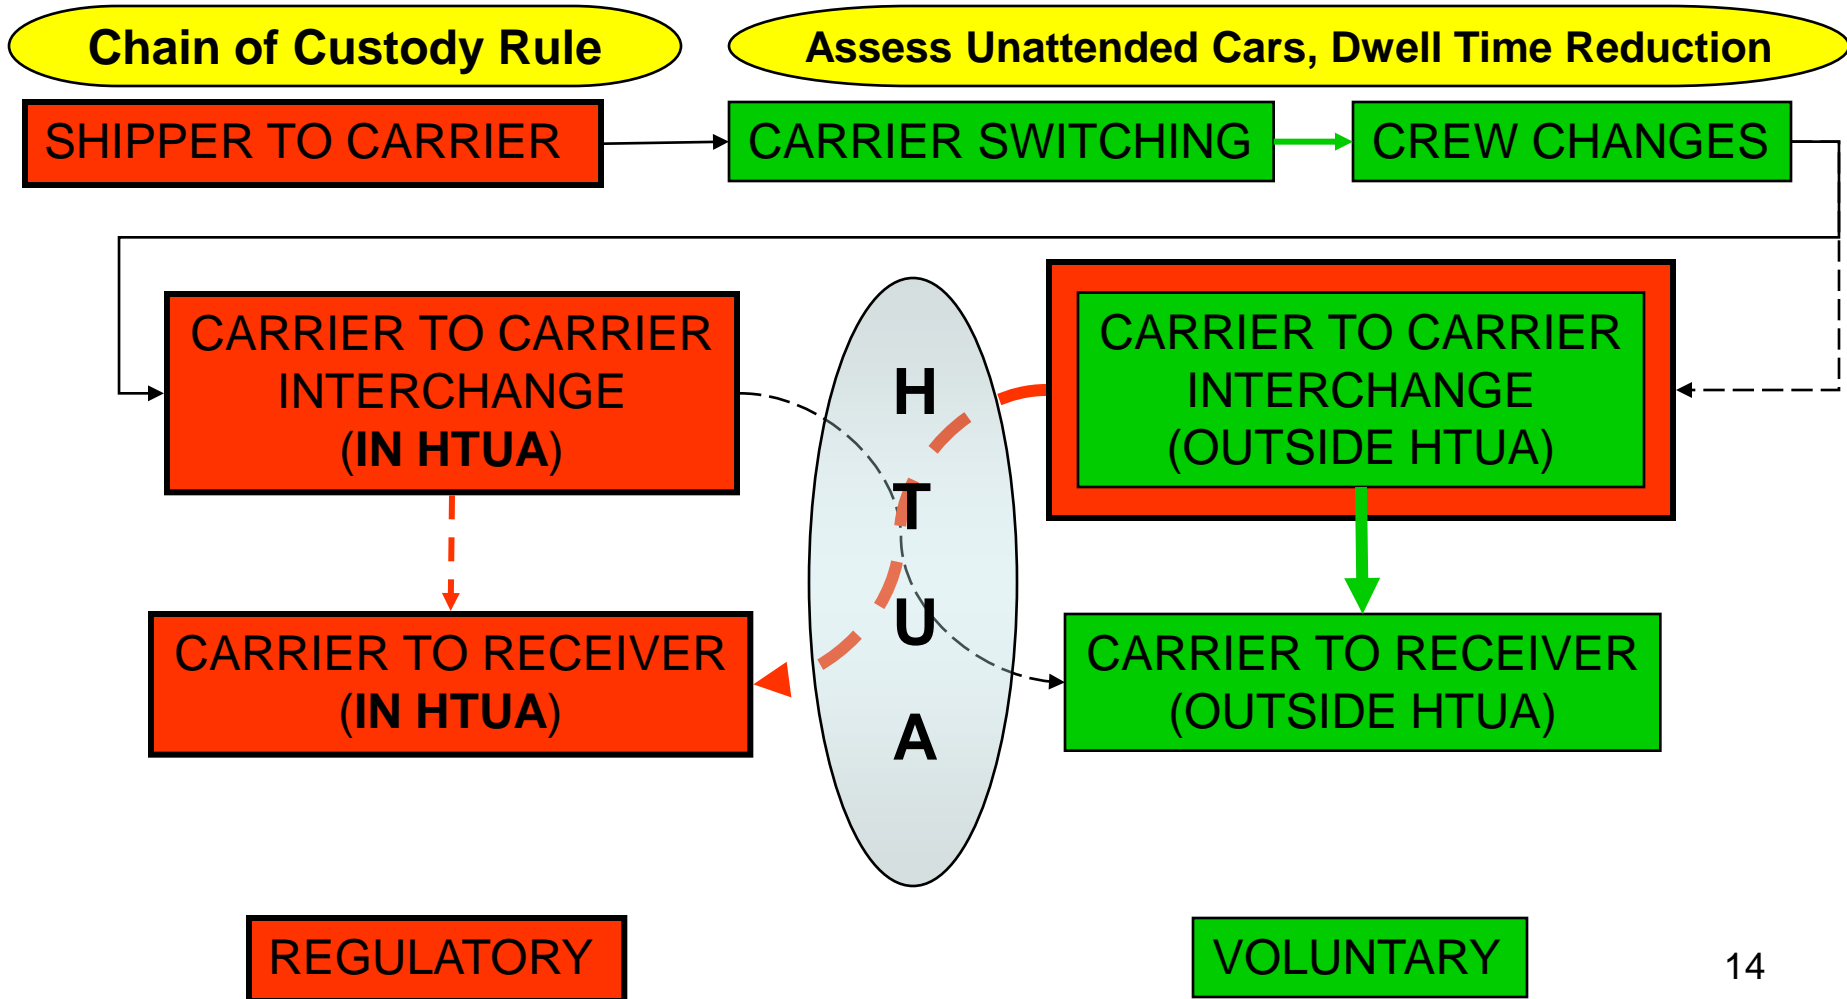 Chain of Custody Rule
Assess Unattended Cars, Dwell Time Reduction
SHIPPER TO CARRIER
CARRIER SWITCHING
CREW CHANGES
CARRIER TO CARRIER
INTERCHANGE
(IN HTUA)
H
T
U
A
CARRIER TO CARRIER
INTERCHANGE
(OUTSIDE HTUA)
CARRIER TO RECEIVER
(IN HTUA)
CARRIER TO RECEIVER
(OUTSIDE HTUA)
REGULATORY
VOLUNTARY
14